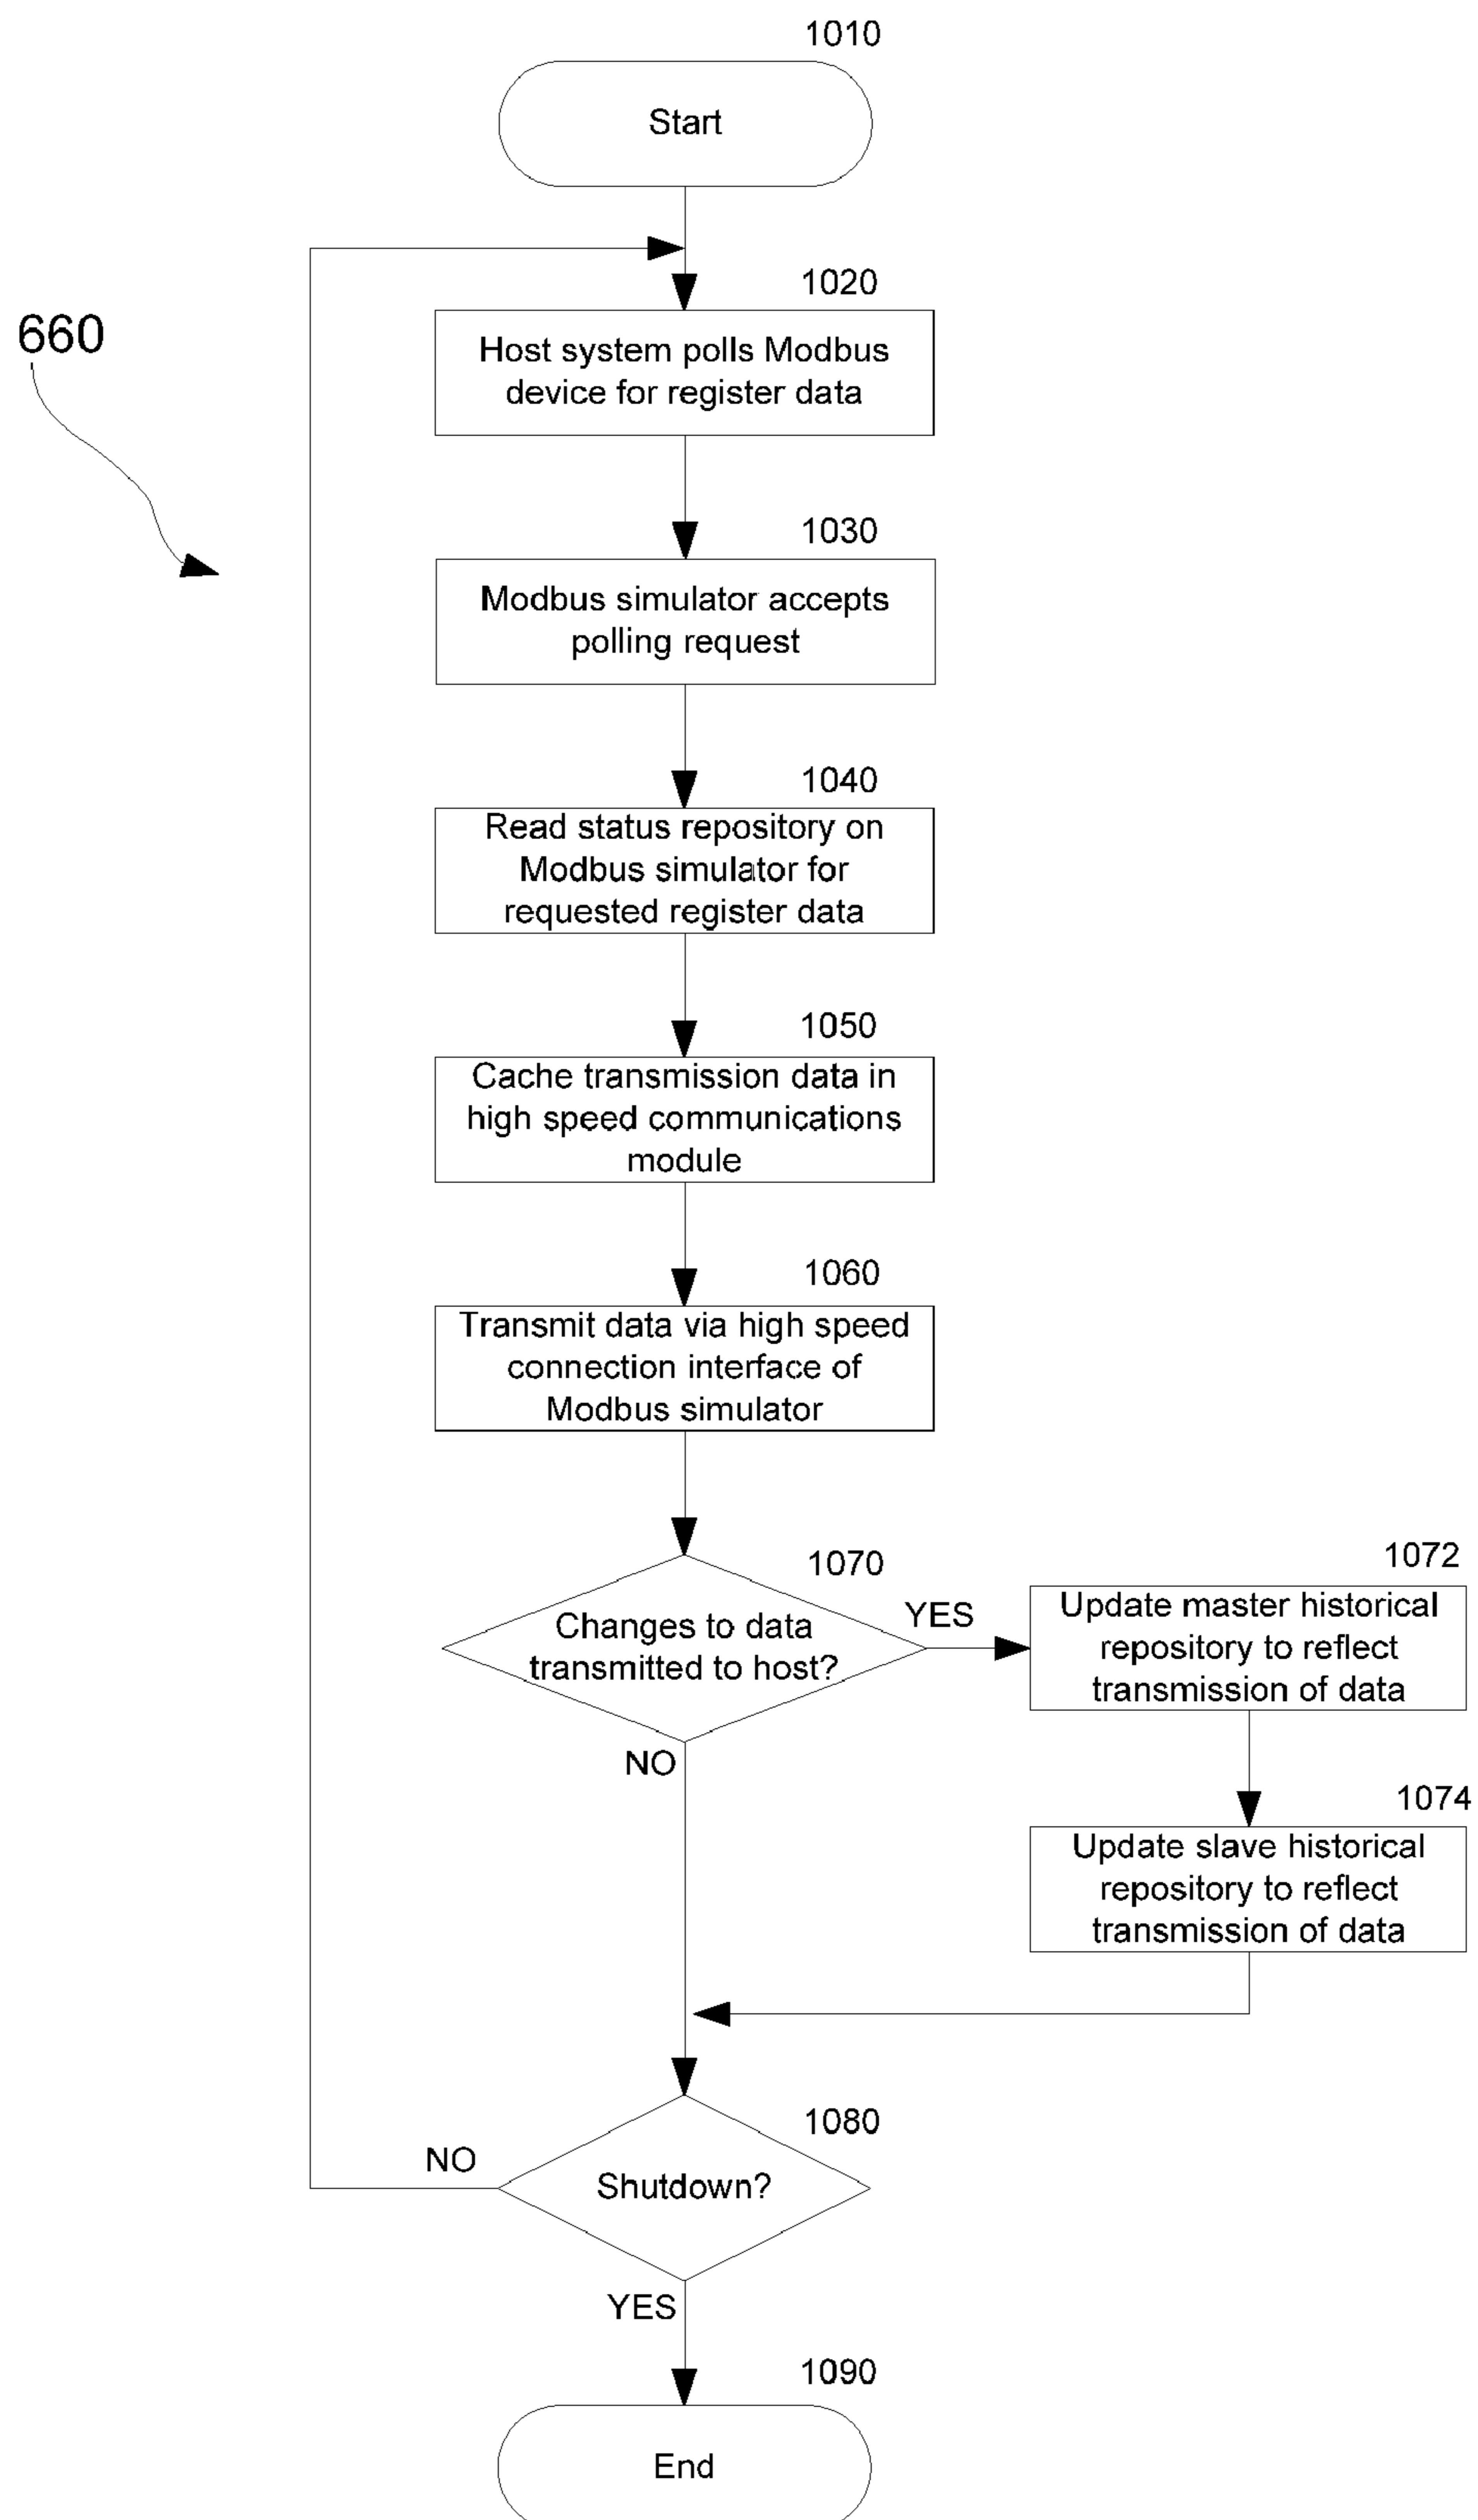 1010
Start
1020
660
Host system polls Modbus
device for register data
1030
Modbus simulator accepts
polling request
1040
Read status repository on
Modbus simulator for
requested register data
1050
Cache transmission data in
high speed communications
module
1060
Transmit data via high speed
connection interface of
Modbus simulator
1070
Changes to data
transmitted to host?
YES
1072
Update master historical
repository to reflect
transmission of data
NO
1074
Update slave historical
repository to reflect
transmission of data
1080
NO
Shutdown?
YES
1090
End